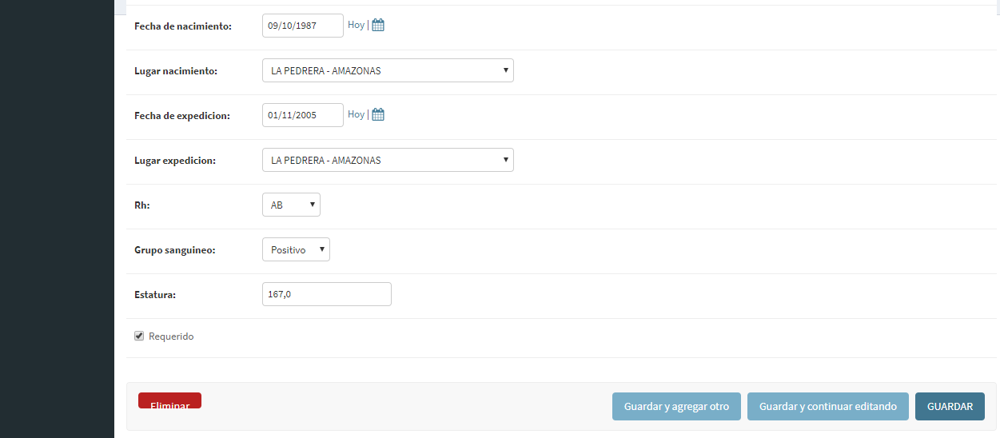 Fecha de nacimiento: 09/10/1987 Hoy |
Lugar nacimiento: LA PEDRERA - AMAZONAS
Fecha de expedicion: 01/11/2005 Hoy |
Lugar expedicion: LA PEDRERA - AMAZONAS
Rh: AB
Grupo sanguineo: Positivo
Estatura: 167,0
Requerido
Eliminar Guardar y agregar otro Guardar y continuar editando GUARDAR